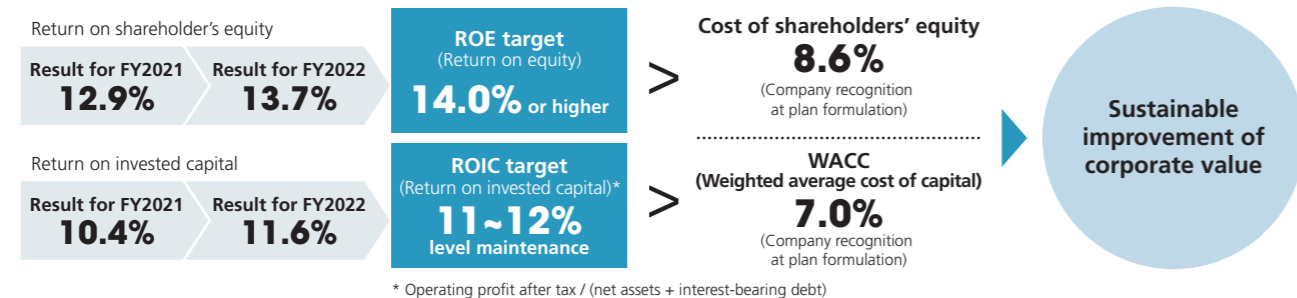 Return on shareholder's equity
Result for FY2021
12.9%
Result for FY2022
13.7%
ROE target
(Return on equity)
14.0% or higher
>
Cost of shareholders' equity
8.6%
(Company recognition
at plan formulation)
Return on invested capital
Result for FY2021
10.4%
Result for FY2022
11.6%
ROIC target
(Return on invested capital)*
11~12%
level maintenance
>
WACC
(Weighted average cost of capital)
7.0%
(Company recognition
at plan formulation)
Sustainable
improvement of
corporate value
* Operating profit after tax / (net assets + interest-bearing debt)